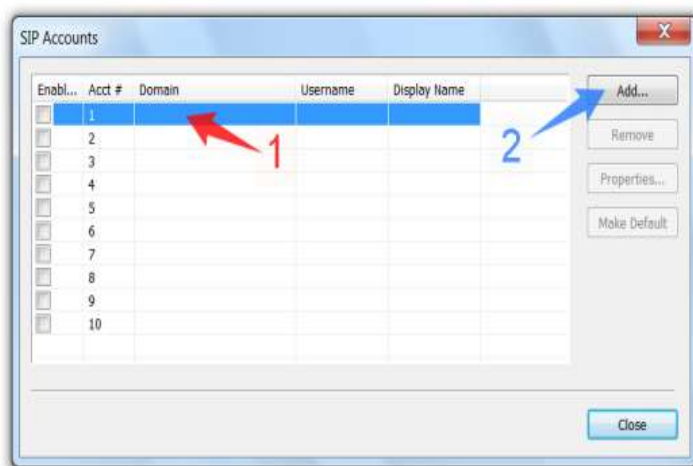 SIP Accounts
Enabl... Acct # Domain Username Display Name
1
2
3
4
5
6
7
8
9
10
1
2
Add...
Remove
Properties...
Make Default
Close